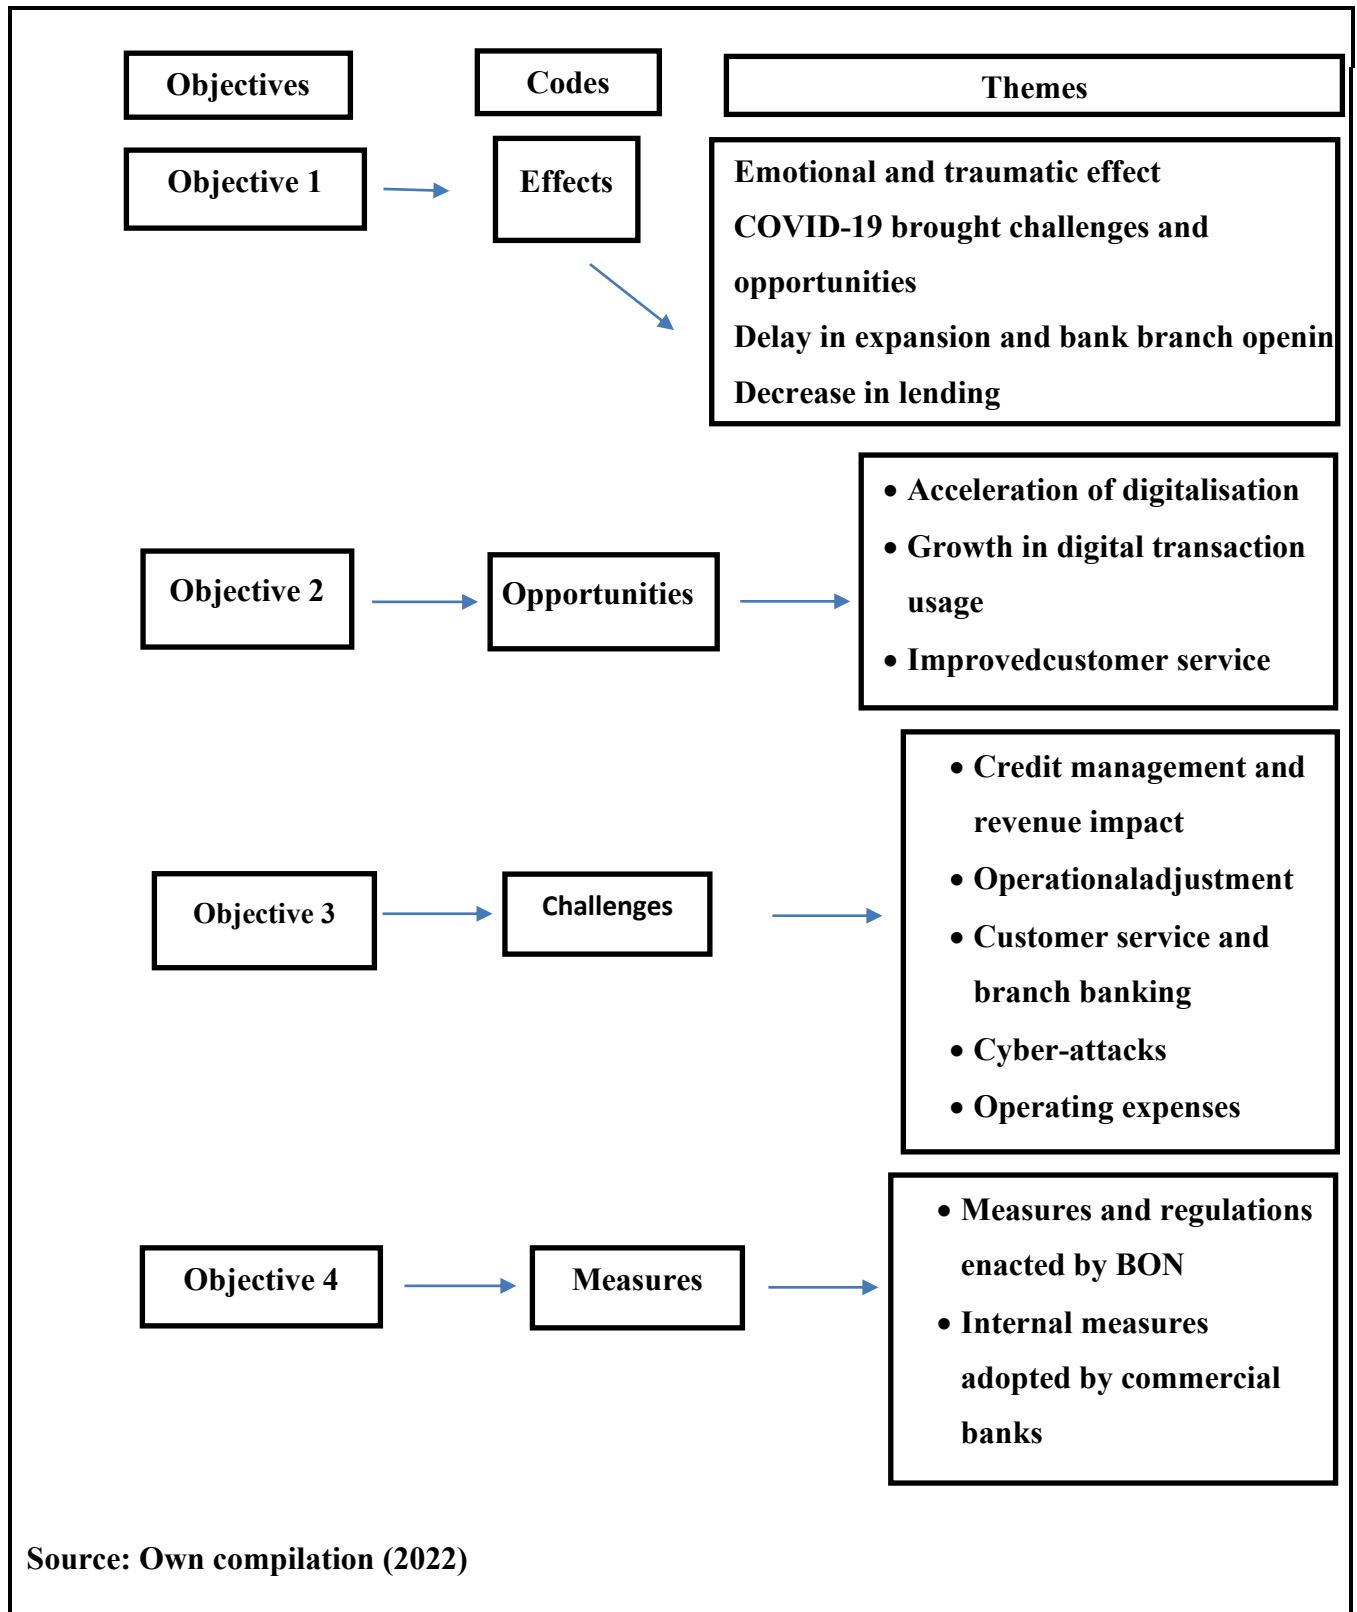 Objectives
Codes
Themes
Objective 1
Effects
Emotional and traumatic effect
COVID-19 brought challenges and
opportunities
Delay in expansion and bank branch openin
Decrease in lending
Objective 2
Opportunities
• Acceleration of digitalisation
• Growth in digital transaction
usage
• Improvedcustomer service
Objective 3
Challenges
• Credit management and
revenue impact
• Operationaladjustment
• Customer service and
branch banking
• Cyber-attacks
• Operating expenses
Objective 4
Measures
• Measures and regulations
enacted by BON
• Internal measures
adopted by commercial
banks
Source: Own compilation (2022)